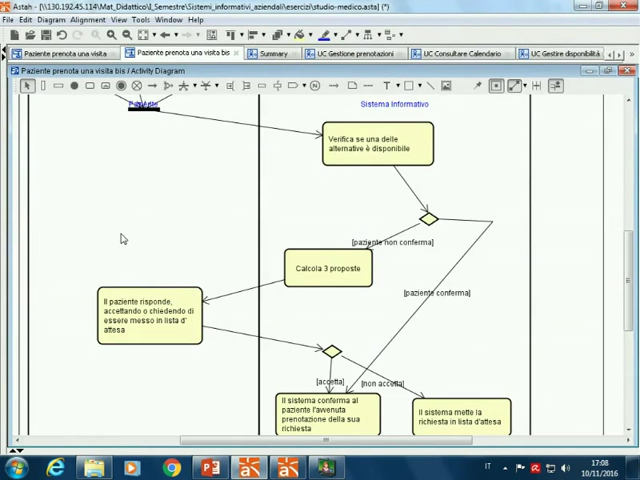 Astah - [\\130.192.45.114\Mat_Didattico\I_Semestre\Sistemi_informativi_aziendali\esercizi\studio-medico.asta] (*)
File Edit Diagram Alignment View Tool Window Help
Paziente prenota una visita
Paziente prenota una visita bis
Summary
UC Gestione prenotazioni
UC Consultare Calendario
UC Gestire disponibilità
Paziente prenota una visita bis / Activity Diagram
Sistema Informativo
Verifica se una delle
alternative è disponibile
[paziente non conferma]
Calcola 3 proposte
[paziente conferma]
Il paziente risponde,
accettando o chiedendo di
essere messo in lista d'
attesa
[accetta]
[non accetta]
Il sistema conferma al
paziente l'avvenuta
prenotazione della sua
richiesta
Il sistema mette la
richiesta in lista d'attesa
IT
17:08
10/11/2016